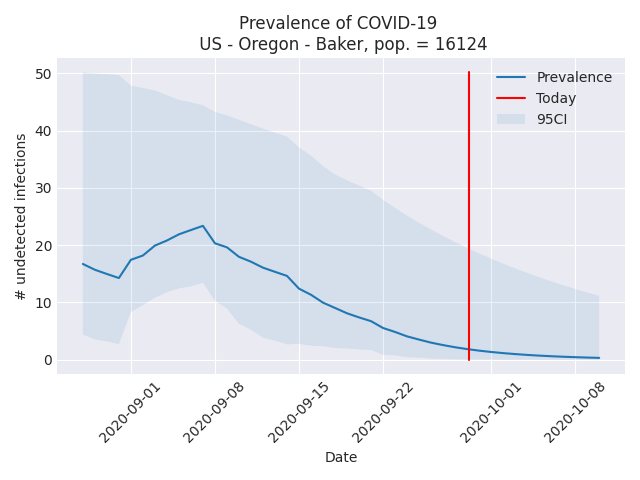 Prevalence of COVID-19
US - Oregon - Baker, pop. = 16124
Prevalence
Today
95CI
# undetected infections
50
40
30
20
10
0
2020-09-01
2020-09-08
2020-09-15
2020-09-22
2020-10-01
2020-10-08
Date